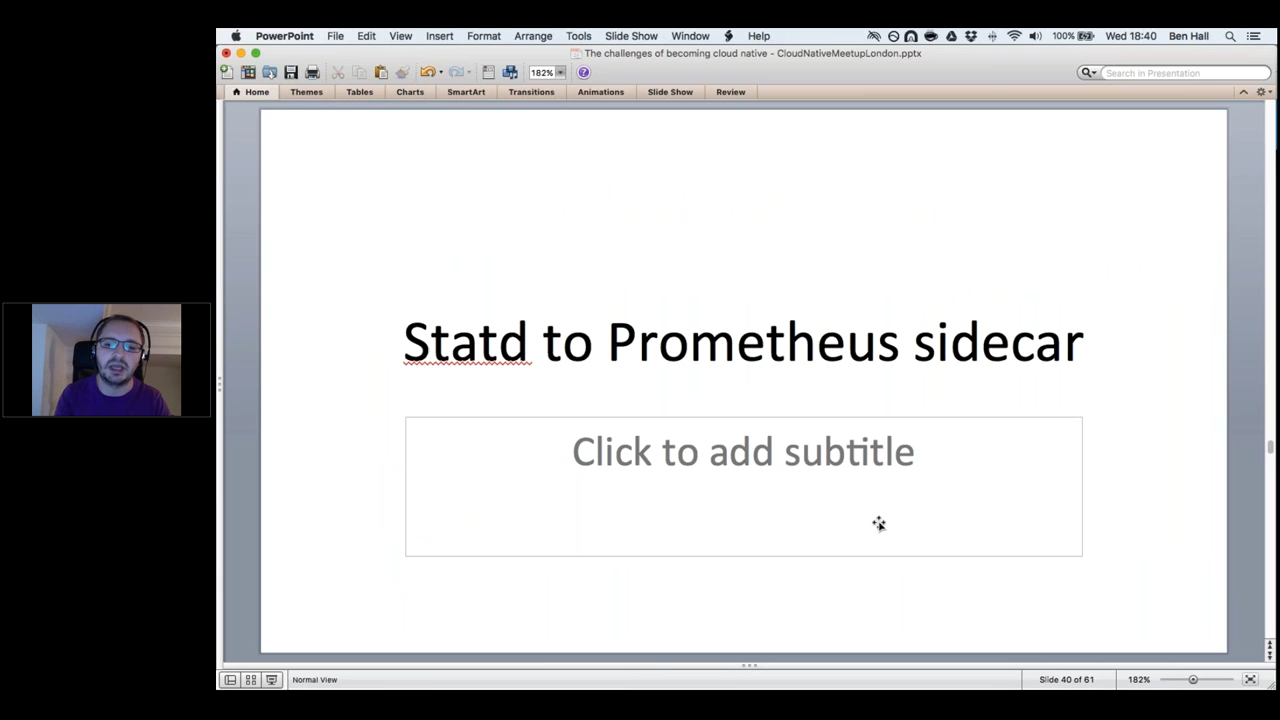 PowerPoint File Edit View Insert Format Arrange Tools Slide Show Window Help 100% Wed 18:40 Ben Hall
The challenges of becoming cloud native - CloudNativeMeetupLondon.pptx
182% Search in Presentation
Home Themes Tables Charts SmartArt Transitions Animations Slide Show Review
Statd to Prometheus sidecar
Click to add subtitle
Normal View Slide 40 of 61 182%